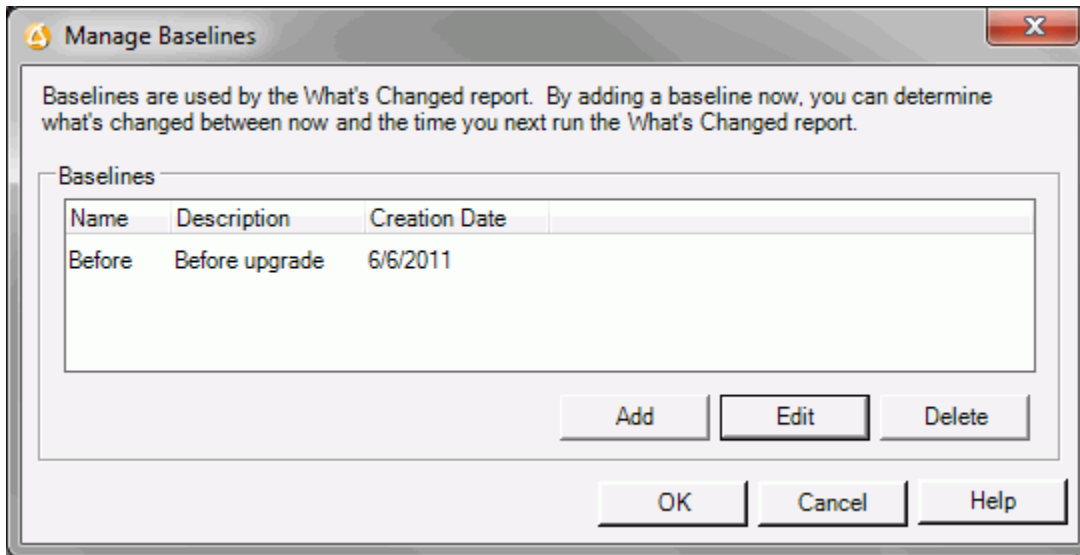 Manage Baselines
Baselines are used by the What's Changed report.  By adding a baseline now, you can determine
what's changed between now and the time you next run the What's Changed report.
Baselines
Name Description Creation Date
Before Before upgrade 6/6/2011
Add Edit Delete
OK Cancel Help